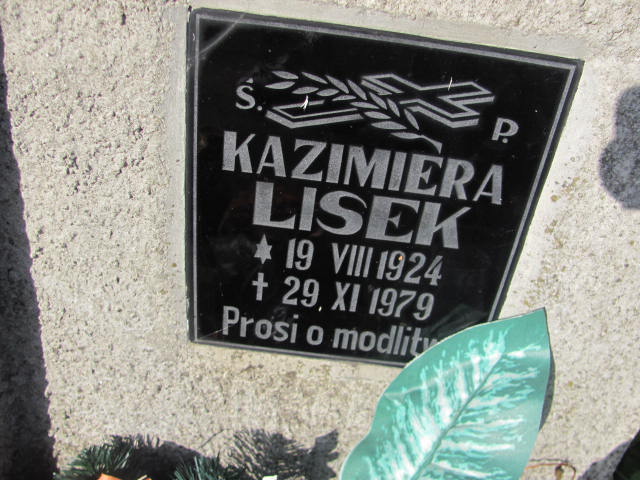 Ś. P.
KAZIMIERA
LISEK
* 19 VIII 1924
† 29 XI 1979
Prosi o